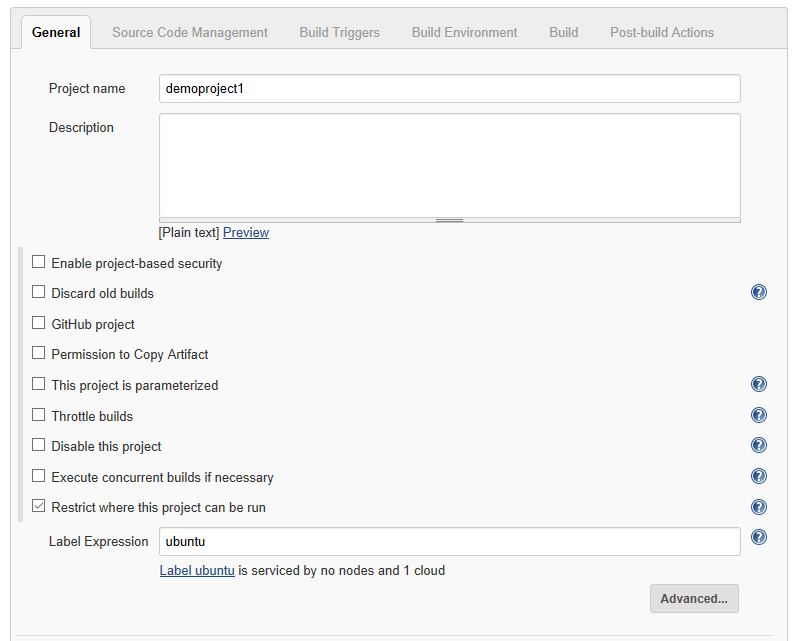 General Source Code Management Build Triggers Build Environment Build Post-build Actions
Project name demoproject1
Description
[Plain text] Preview
Enable project-based security
Discard old builds ?
GitHub project
Permission to Copy Artifact
This project is parameterized ?
Throttle builds ?
Disable this project ?
Execute concurrent builds if necessary ?
Restrict where this project can be run ?
Label Expression ubuntu ?
Label ubuntu is serviced by no nodes and 1 cloud
Advanced...